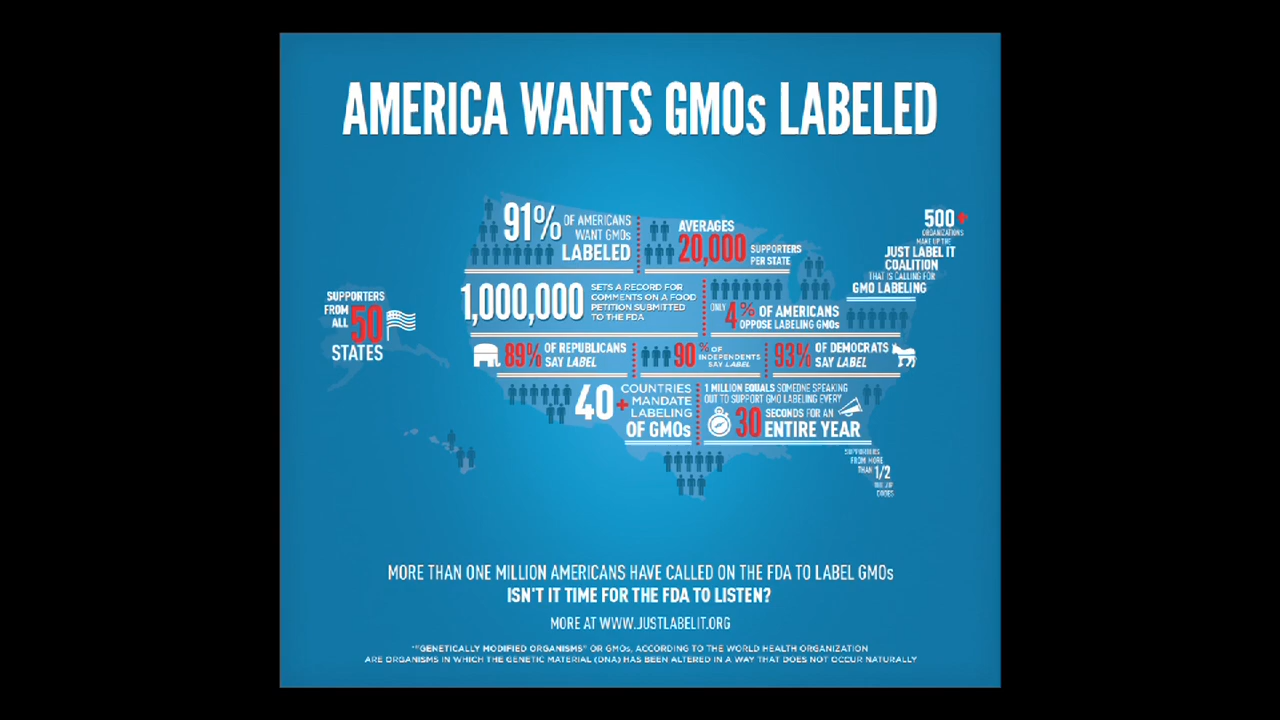 AMERICA WANTS GMOs LABELED
91% OF AMERICANS
WANT GMOs
LABELED
AVERAGES
20,000 SUPPORTERS
PER STATE
500+
ORGANIZATIONS
MAKE UP THE
JUST LABEL IT
COALITION
THAT IS CALLING FOR
GMO LABELING
SUPPORTERS
FROM
ALL 50
STATES
1,000,000 SETS A RECORD FOR
COMMENTS ON A FOOD
PETITION SUBMITTED
TO THE FDA
ONLY 4% OF AMERICANS
OPPOSE LABELING GMOs
89% OF REPUBLICANS
SAY LABEL
90% OF
INDEPENDENTS
SAY LABEL
93% OF DEMOCRATS
SAY LABEL
40+ COUNTRIES
MANDATE
LABELING
OF GMOs
1 MILLION EQUALS SOMEONE SPEAKING
OUT TO SUPPORT GMO LABELING EVERY
30 SECONDS FOR AN
ENTIRE YEAR
SUPPORTERS
FROM MORE
THAN 1/2
THE ZIP
CODES
MORE THAN ONE MILLION AMERICANS HAVE CALLED ON THE FDA TO LABEL GMOs
ISN'T IT TIME FOR THE FDA TO LISTEN?
MORE AT WWW.JUSTLABELIT.ORG
*"GENETICALLY MODIFIED ORGANISMS" OR GMOs, ACCORDING TO THE WORLD HEALTH ORGANIZATION
ARE ORGANISMS IN WHICH THE GENETIC MATERIAL (DNA) HAS BEEN ALTERED IN A WAY THAT DOES NOT OCCUR NATURALLY